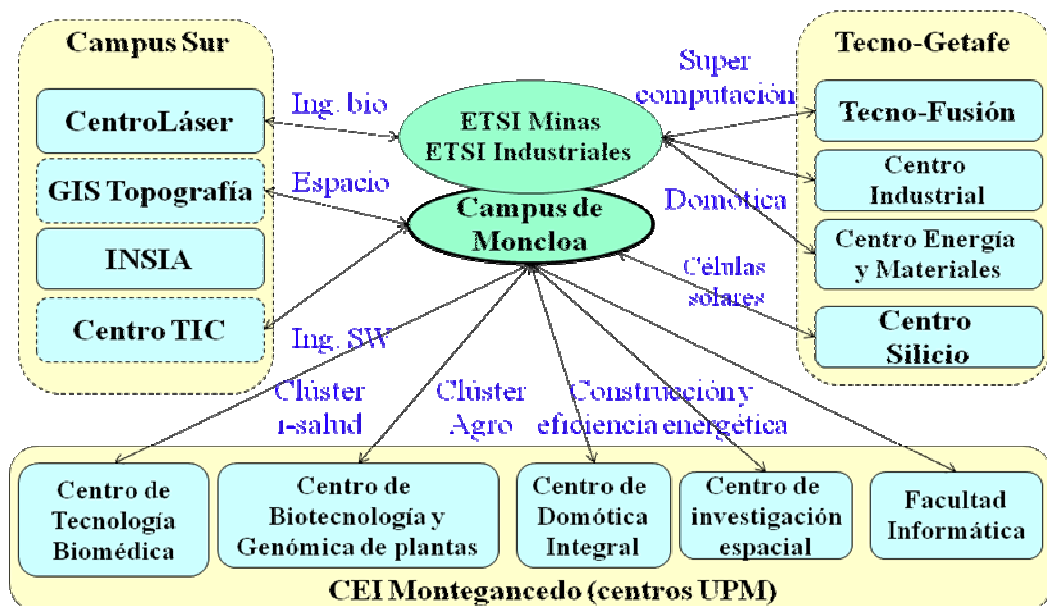 Campus Sur
CentroLáser
GIS Topografía
INSIA
Centro TIC
Ing. bio
Espacio
Ing. SW
ETSI Minas
ETSI Industriales
Campus de
Moncloa
Super
computación
Domótica
Células
solares
Tecno-Getafe
Tecno-Fusión
Centro
Industrial
Centro Energía
y Materiales
Centro
Silicio
Clúster
Clúster
Agro
Construcción y
eficiencia energética
Centro de
Tecnología
Biomédica
Centro de
Biotecnología y
Genómica de plantas
Centro de
Domótica
Integral
Centro de
investigación
espacial
Facultad
Informática
CEI Montegancedo (centros UPM)